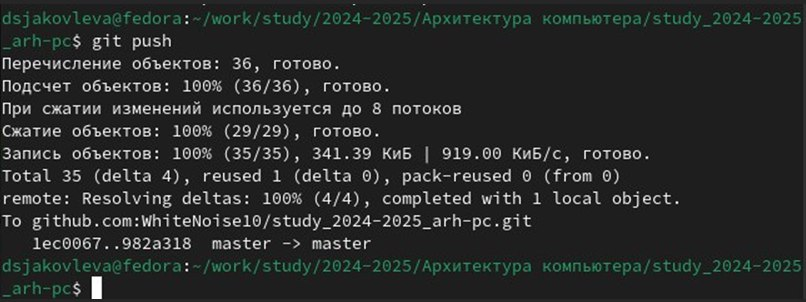 dsjakovleva@fedora:~/work/study/2024-2025/Архитектура компьютера/study_2024-2025
_arh-pc$ git push
Перечисление объектов: 36, готово.
Подсчет объектов: 100% (36/36), готово.
При сжатии изменений используется до 8 потоков
Сжатие объектов: 100% (29/29), готово.
Запись объектов: 100% (35/35), 341.39 КиБ | 919.00 КиБ/с, готово.
Total 35 (delta 4), reused 1 (delta 0), pack-reused 0 (from 0)
remote: Resolving deltas: 100% (4/4), completed with 1 local object.
To github.com:WhiteNoise10/study_2024-2025_arh-pc.git
   1ec0067..982a318  master -> master
dsjakovleva@fedora:~/work/study/2024-2025/Архитектура компьютера/study_2024-2025
_arh-pc$